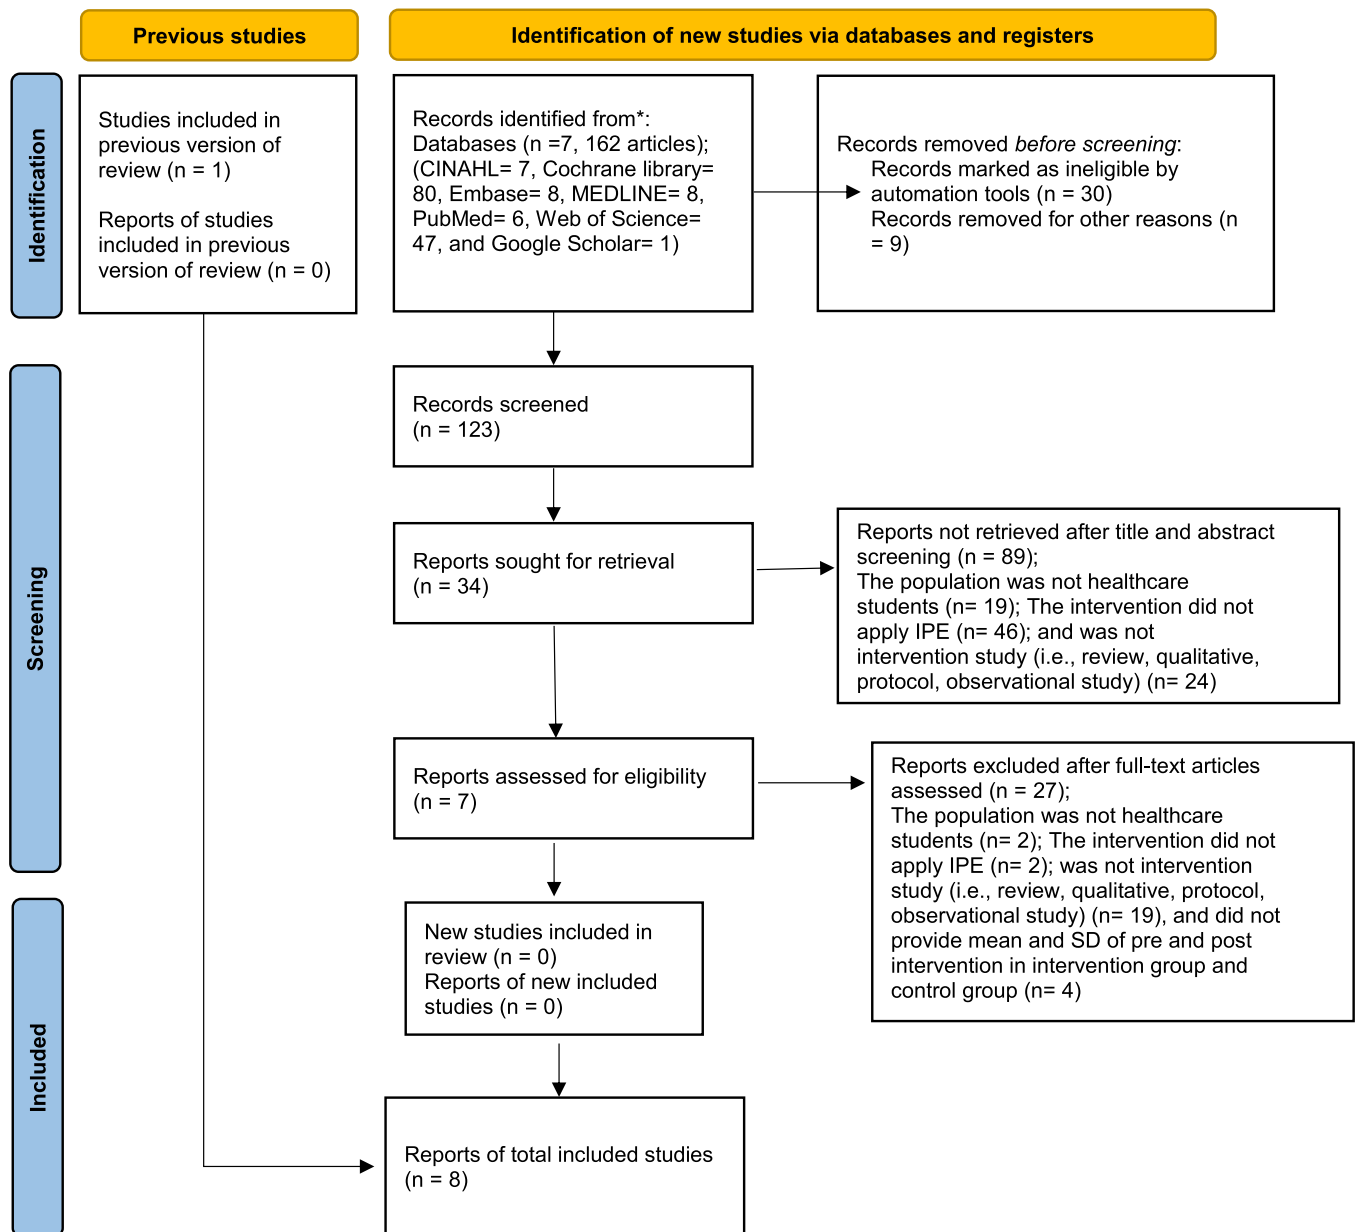 Previous studies
Identification of new studies via databases and registers
Identification
Studies included in
previous version of
review (n = 1)
Reports of studies
included in previous
version of review (n = 0)
Records identified from*:
Databases (n =7, 162 articles);
(CINAHL= 7, Cochrane library=
80, Embase= 8, MEDLINE= 8,
PubMed= 6, Web of Science=
47, and Google Scholar= 1)
Records removed before screening:
Records marked as ineligible by
automation tools (n = 30)
Records removed for other reasons (n
= 9)
Screening
Records screened
(n = 123)
Reports sought for retrieval
(n = 34)
Reports not retrieved after title and abstract
screening (n = 89);
The population was not healthcare
students (n= 19); The intervention did not
apply IPE (n= 46); and was not
intervention study (i.e., review, qualitative,
protocol, observational study) (n= 24)
Reports assessed for eligibility
(n = 7)
Reports excluded after full-text articles
assessed (n = 27);
The population was not healthcare
students (n= 2); The intervention did not
apply IPE (n= 2); was not intervention
study (i.e., review, qualitative, protocol,
observational study) (n= 19), and did not
provide mean and SD of pre and post
intervention in intervention group and
control group (n= 4)
Included
New studies included in
review (n = 0)
Reports of new included
studies (n = 0)
Reports of total included studies
(n = 8)